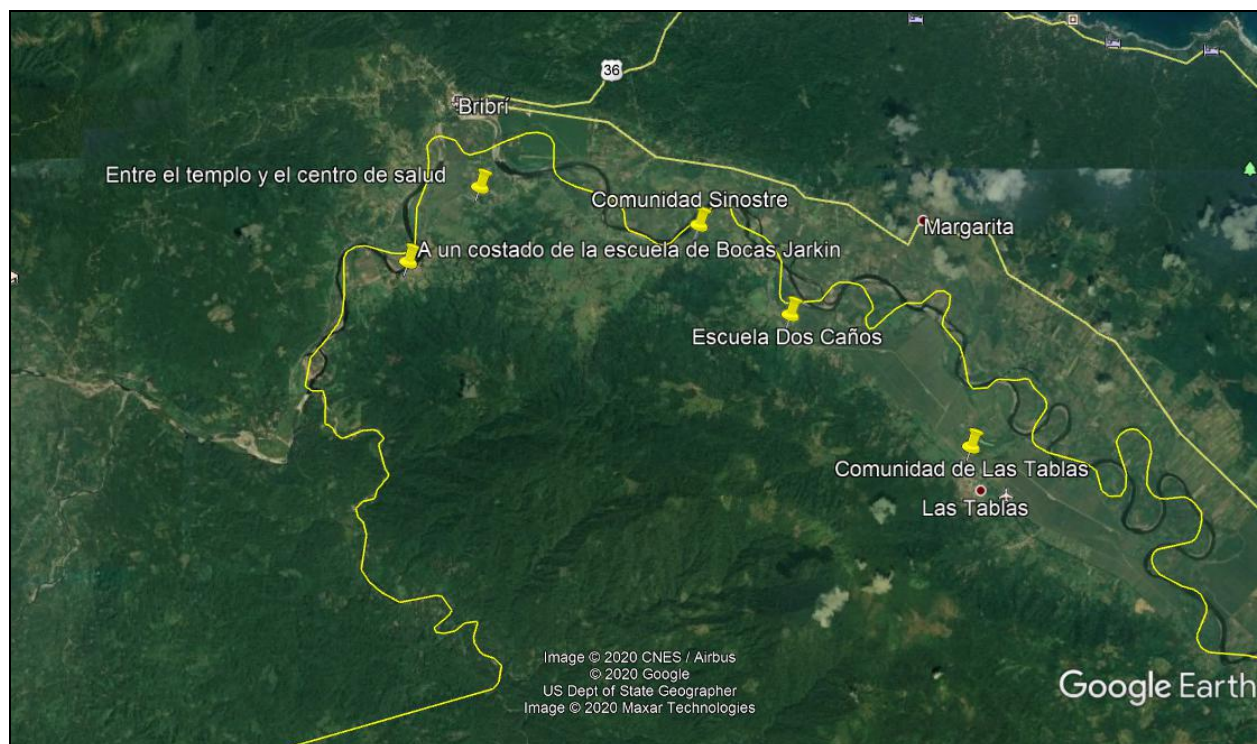 36
Bribrí
Entre el templo y el centro de salud
Comunidad Sinostre
Margarita
A un costado de la escuela de Bocas Jarkin
Escuela Dos Caños
Comunidad de Las Tablas
Las Tablas
Image © 2020 CNES / Airbus
© 2020 Google
US Dept of State Geographer
Image © 2020 Maxar Technologies
Google Earth